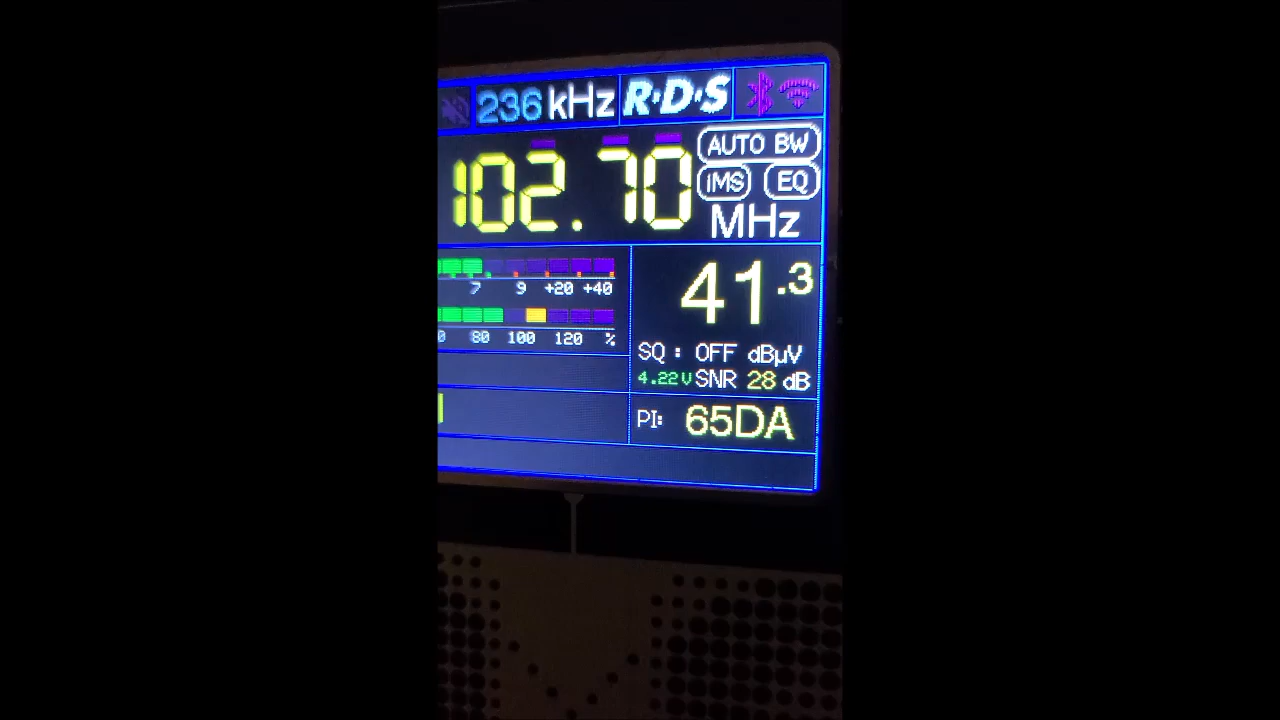 236 kHz R·D·S
102.70
AUTO BW
iMS EQ
MHz
7 9 +20 +40
80 100 120 %
41.3
SQ : OFF dBµV
4.22V SNR 28 dB
PI: 65DA